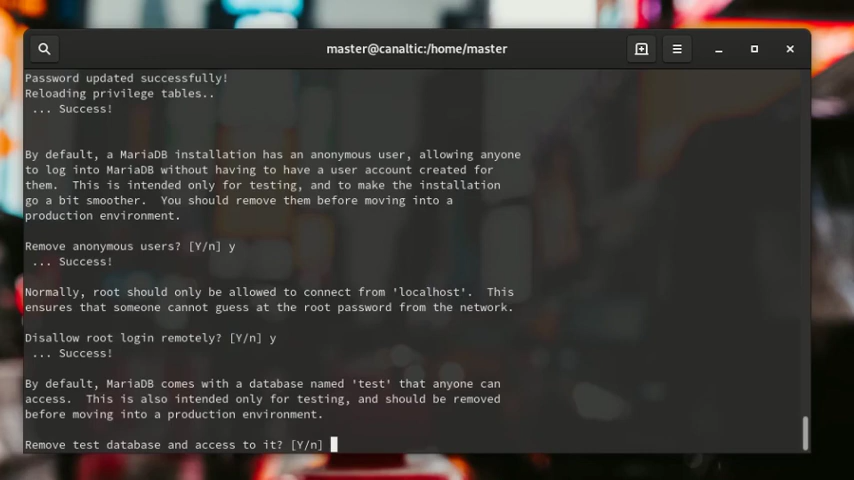 master@canaltic:/home/master
Password updated successfully!
Reloading privilege tables..
 ... Success!
By default, a MariaDB installation has an anonymous user, allowing anyone
to log into MariaDB without having to have a user account created for
them.  This is intended only for testing, and to make the installation
go a bit smoother.  You should remove them before moving into a
production environment.
Remove anonymous users? [Y/n] y
 ... Success!
Normally, root should only be allowed to connect from 'localhost'.  This
ensures that someone cannot guess at the root password from the network.
Disallow root login remotely? [Y/n] y
 ... Success!
By default, MariaDB comes with a database named 'test' that anyone can
access.  This is also intended only for testing, and should be removed
before moving into a production environment.
Remove test database and access to it? [Y/n]